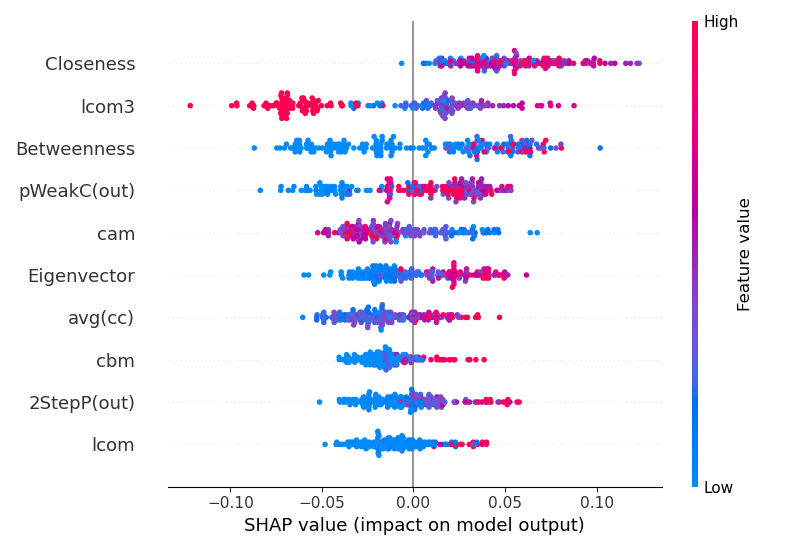 High
Closeness
lcom3
Betweenness
pWeakC(out)
cam
Eigenvector
avg(cc)
cbm
2StepP(out)
lcom
Feature value
Low
−0.10 −0.05 0.00 0.05 0.10
SHAP value (impact on model output)